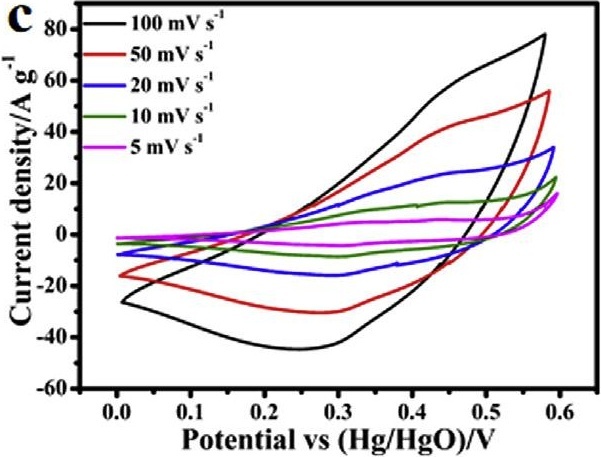 c
100 mV s⁻¹
50 mV s⁻¹
20 mV s⁻¹
10 mV s⁻¹
5 mV s⁻¹
Current density/A g⁻¹
80
60
40
20
0
-20
-40
-60
0.0 0.1 0.2 0.3 0.4 0.5 0.6
Potential vs (Hg/HgO)/V